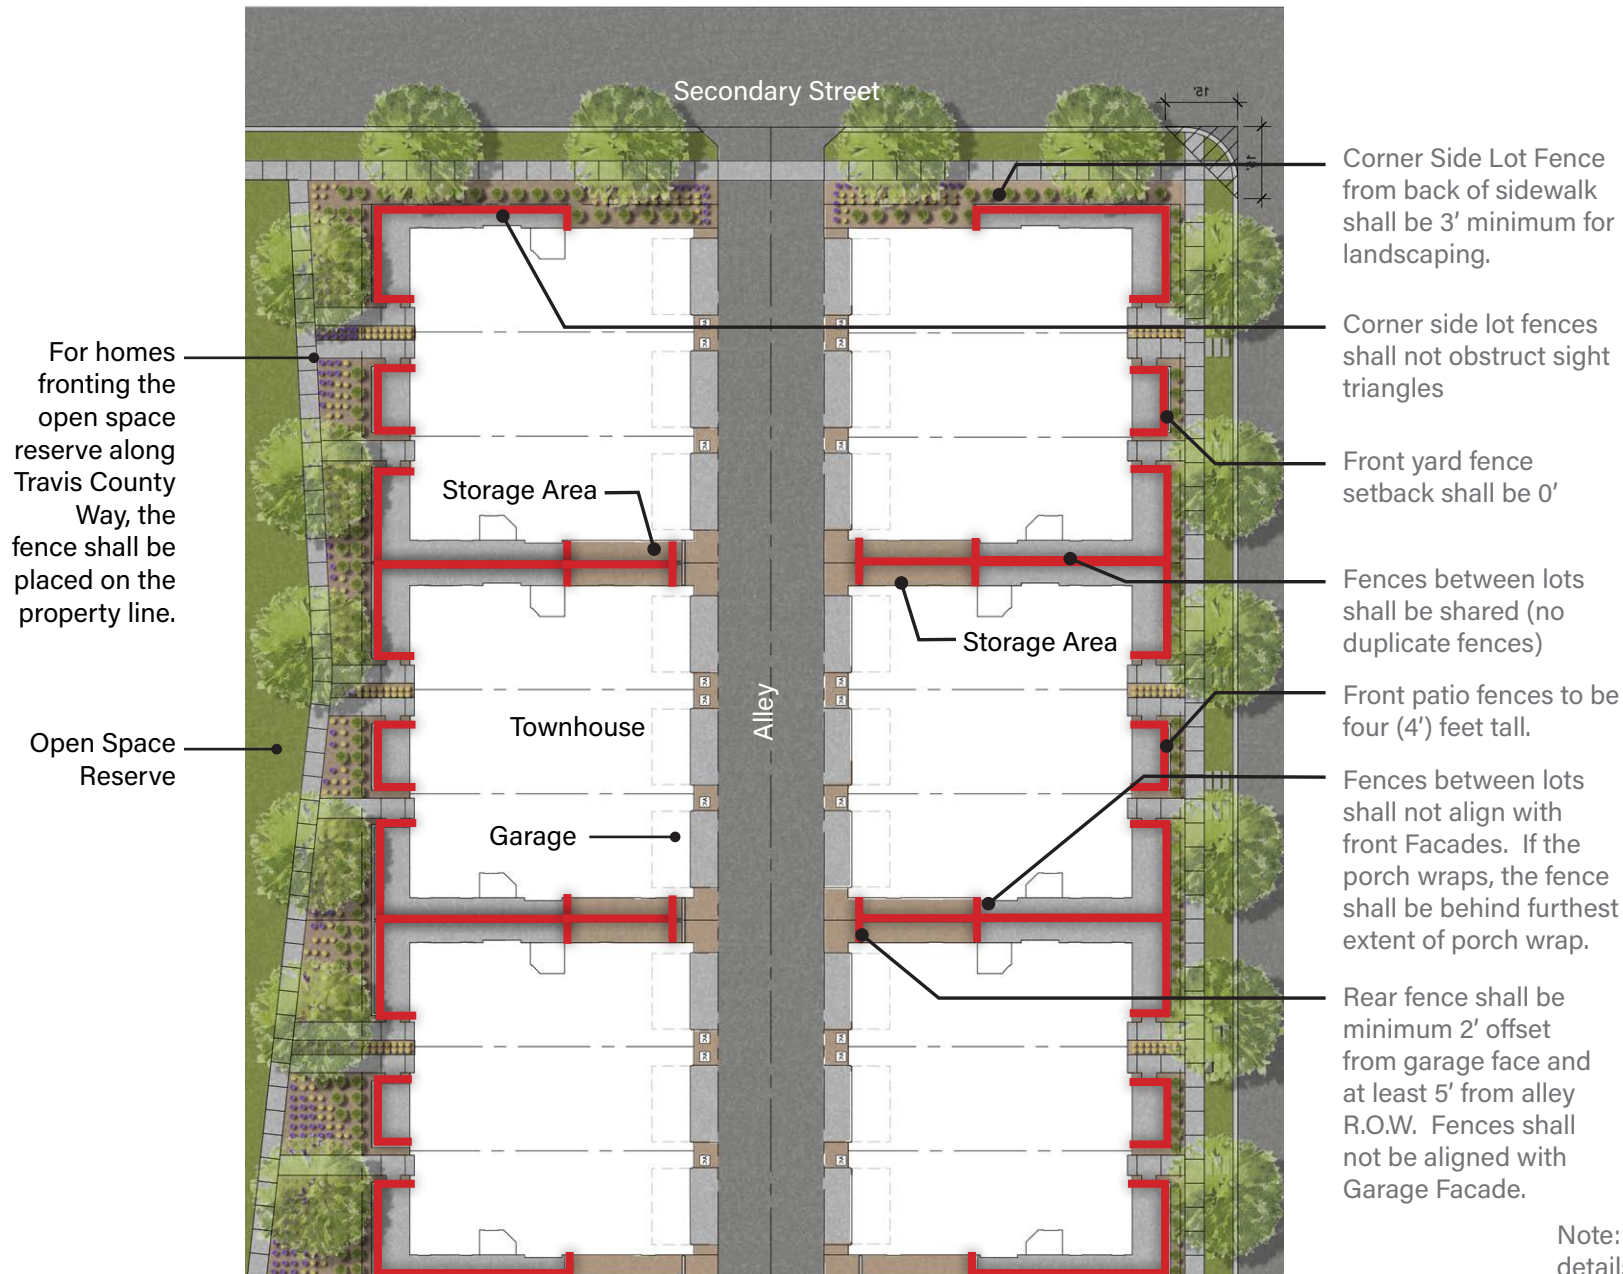 Secondary Street
15'
15'
Corner Side Lot Fence
from back of sidewalk
shall be 3' minimum for
landscaping.
Corner side lot fences
shall not obstruct sight
triangles
For homes
fronting the
open space
reserve along
Travis County
Way, the
fence shall be
placed on the
property line.
Front yard fence
setback shall be 0'
Storage Area
Fences between lots
shall be shared (no
duplicate fences)
Storage Area
Alley
Townhouse
Open Space
Reserve
Front patio fences to be
four (4') feet tall.
Garage
Fences between lots
shall not align with
front Facades.  If the
porch wraps, the fence
shall be behind furthest
extent of porch wrap.
Rear fence shall be
minimum 2' offset
from garage face and
at least 5' from alley
R.O.W.  Fences shall
not be aligned with
Garage Facade.
Note:
detail